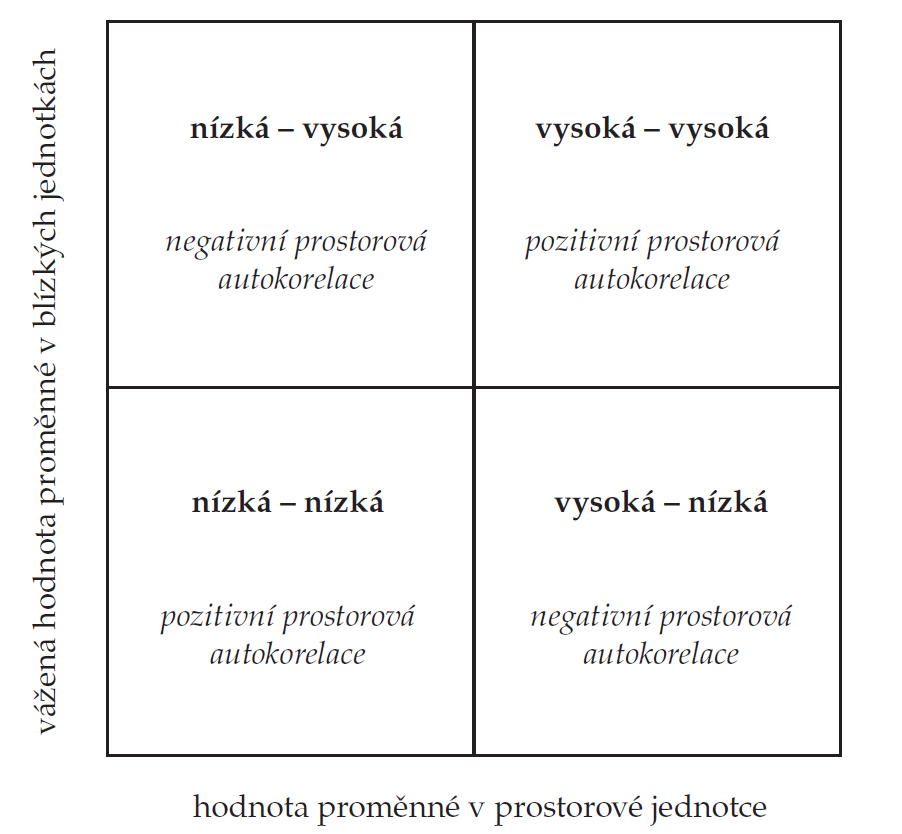 vážená hodnota proměnné v blízkých jednotkách
nízká – vysoká
negativní prostorová
autokorelace
vysoká – vysoká
pozitivní prostorová
autokorelace
nízká – nízká
pozitivní prostorová
autokorelace
vysoká – nízká
negativní prostorová
autokorelace
hodnota proměnné v prostorové jednotce